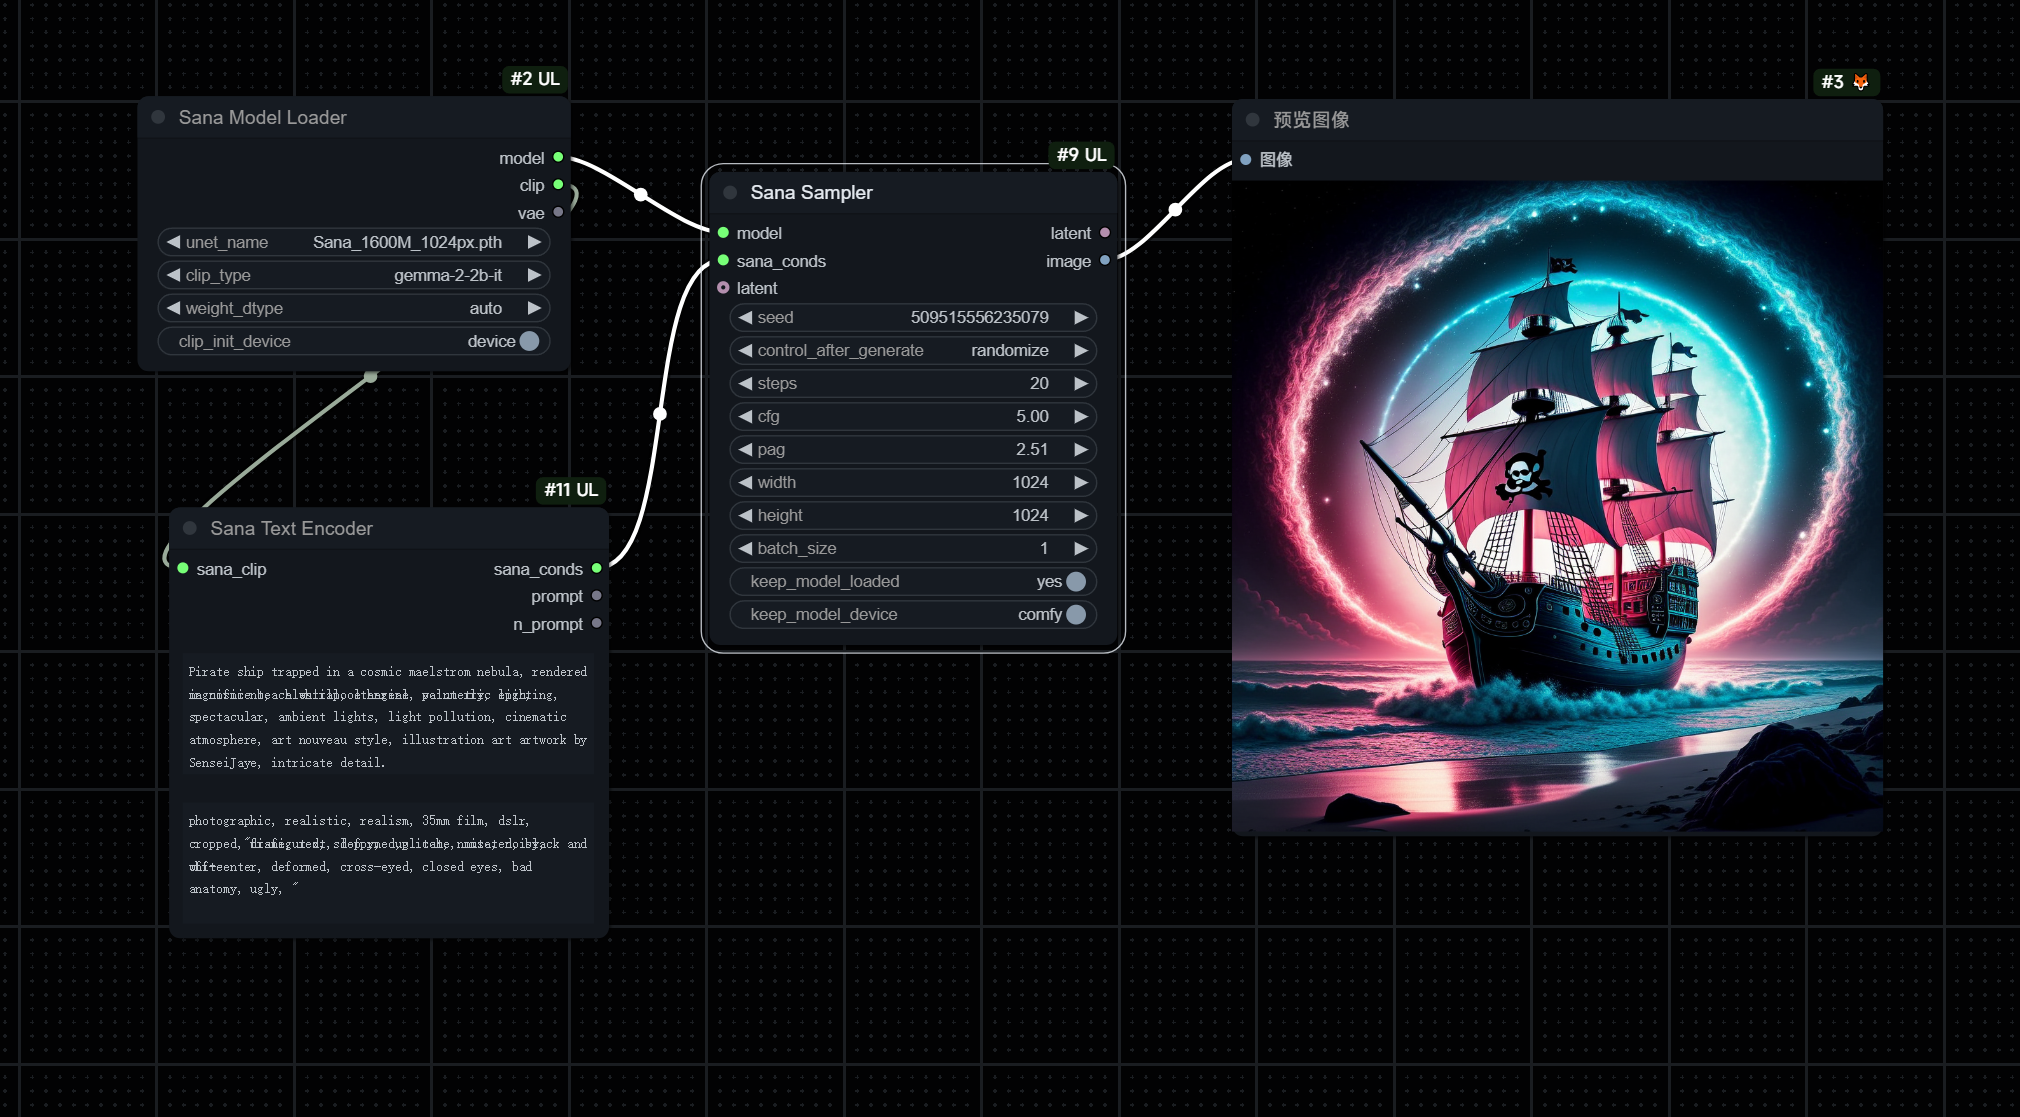 #2 UL
Sana Model Loader
model
clip
vae
unet_name Sana_1600M_1024px.pth
clip_type gemma-2-2b-it
weight_dtype auto
clip_init_device device
#11 UL
Sana Text Encoder
sana_clip sana_conds
prompt
n_prompt
Pirate ship trapped in a cosmic maelstrom nebula, rendered
spectacular, ambient lights, light pollution, cinematic
atmosphere, art nouveau style, illustration art artwork by
SenseiJaye, intricate detail.
photographic, realistic, realism, 35mm film, dslr,
cropped, and
deformed, cross-eyed, closed eyes, bad
anatomy, ugly, "
#9 UL
Sana Sampler
model latent
sana_conds image
latent
seed 509515556235079
control_after_generate randomize
steps 20
cfg 5.00
pag 2.51
width 1024
height 1024
batch_size 1
keep_model_loaded yes
keep_model_device comfy
#3
预览图像
图像